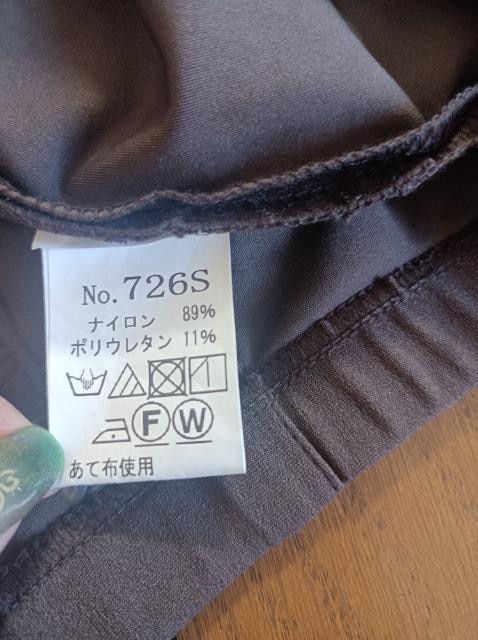 No. 726S
ナイロン 89%
ポリウレタン 11%
F W
あて布使用